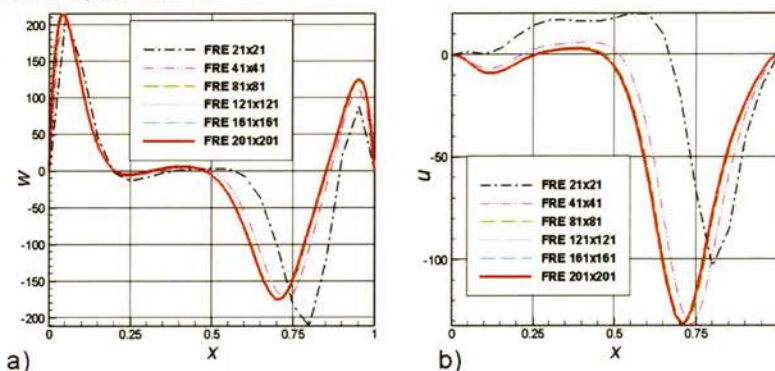 200
150
100
50
0
-50
-100
-150
-200
w
FRE 21x21
FRE 41x41
FRE 81x81
FRE 121x121
FRE 161x161
FRE 201x201
0
0.25
0.5
0.75
1
x
a)
0
-50
-100
u
FRE 21x21
FRE 41x41
FRE 81x81
FRE 121x121
FRE 161x161
FRE 201x201
0
0.25
0.5
0.75
x
b)